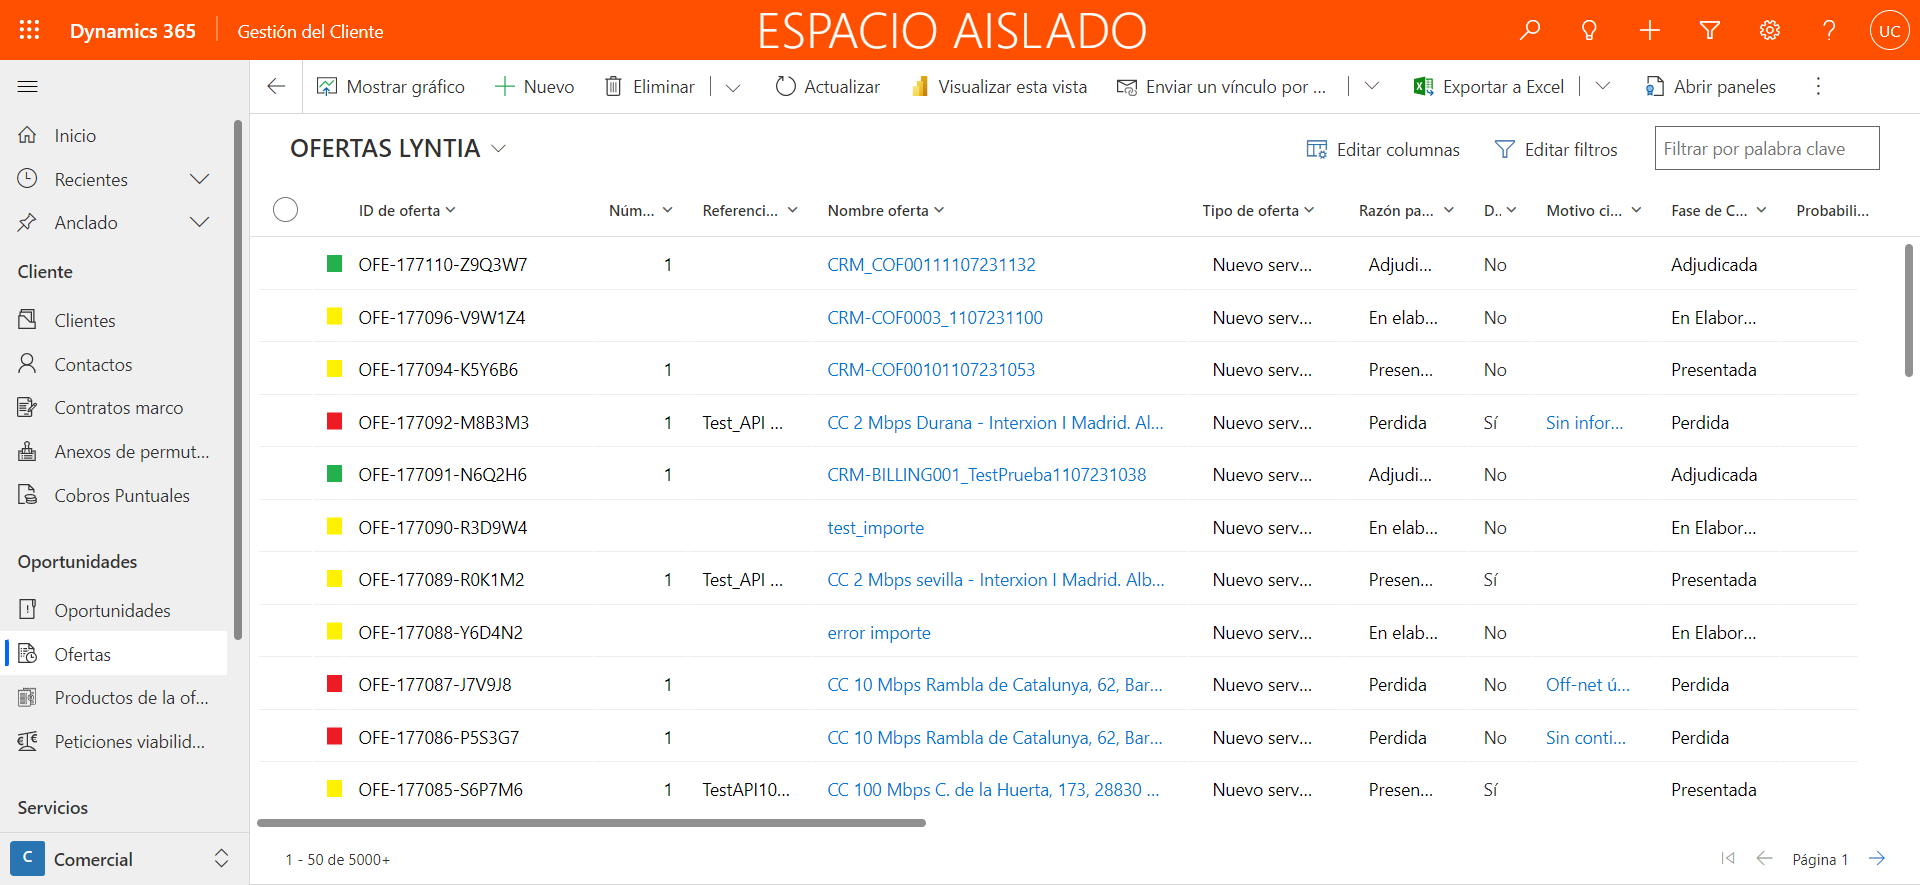 Dynamics 365
Gestión del Cliente
ESPACIO AISLADO
UC
Mostrar gráfico
Nuevo
Eliminar
Actualizar
Visualizar esta vista
Enviar un vínculo por ...
Exportar a Excel
Abrir paneles
Inicio
Recientes
Anclado
Cliente
Clientes
Contactos
Contratos marco
Anexos de permut...
Cobros Puntuales
Oportunidades
Oportunidades
Ofertas
Productos de la of...
Peticiones viabilid...
Servicios
C Comercial
OFERTAS LYNTIA
Editar columnas
Editar filtros
Filtrar por palabra clave
ID de oferta Núm... Referenci... Nombre oferta Tipo de oferta Razón pa... D.. Motivo ci... Fase de C... Probabili...
OFE-177110-Z9Q3W7 1 CRM_COF00111107231132 Nuevo serv... Adjudi... No Adjudicada
OFE-177096-V9W1Z4 CRM-COF0003_1107231100 Nuevo serv... En elab... No En Elabor...
OFE-177094-K5Y6B6 1 CRM-COF00101107231053 Nuevo serv... Presen... No Presentada
OFE-177092-M8B3M3 1 Test_API ... CC 2 Mbps Durana - Interxion I Madrid. Al... Nuevo serv... Perdida Sí Sin infor... Perdida
OFE-177091-N6Q2H6 1 CRM-BILLING001_TestPrueba1107231038 Nuevo serv... Adjudi... No Adjudicada
OFE-177090-R3D9W4 test_importe Nuevo serv... En elab... No En Elabor...
OFE-177089-R0K1M2 1 Test_API ... CC 2 Mbps sevilla - Interxion I Madrid. Alb... Nuevo serv... Presen... Sí Presentada
OFE-177088-Y6D4N2 error importe Nuevo serv... En elab... No En Elabor...
OFE-177087-J7V9J8 1 CC 10 Mbps Rambla de Catalunya, 62, Bar... Nuevo serv... Perdida No Off-net ú... Perdida
OFE-177086-P5S3G7 1 CC 10 Mbps Rambla de Catalunya, 62, Bar... Nuevo serv... Perdida No Sin conti... Perdida
OFE-177085-S6P7M6 1 TestAPI10... CC 100 Mbps C. de la Huerta, 173, 28830 ... Nuevo serv... Presen... Sí Presentada
1 - 50 de 5000+
Página 1